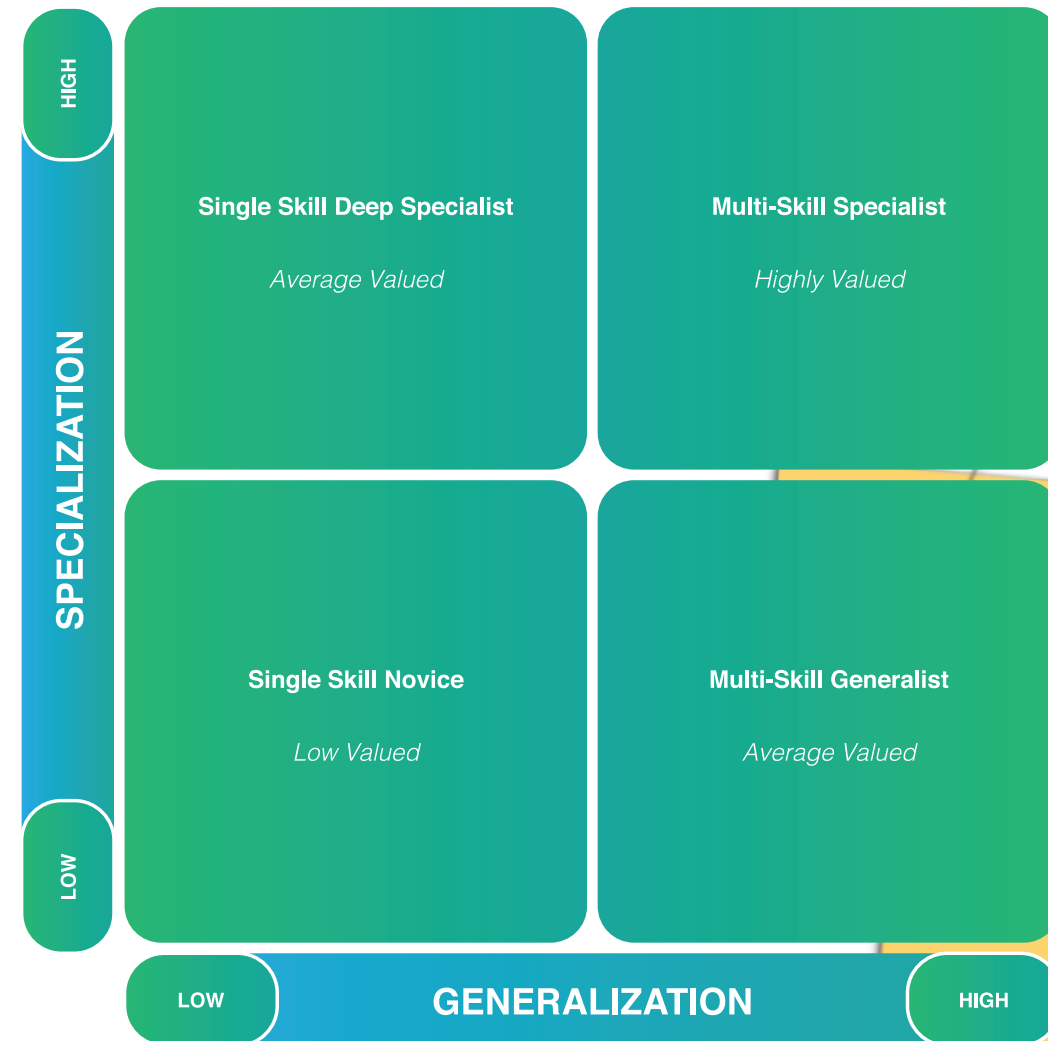 HIGH
Single Skill Deep Specialist
Average Valued
Multi-Skill Specialist
Highly Valued
SPECIALIZATION
Single Skill Novice
Low Valued
Multi-Skill Generalist
Average Valued
LOW
LOW
GENERALIZATION
HIGH